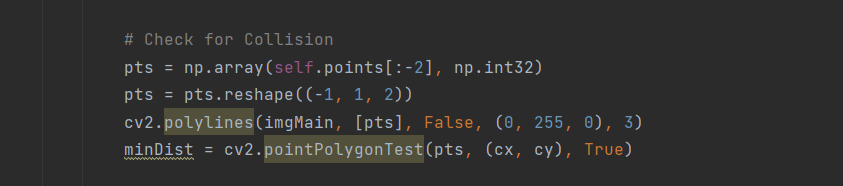 # Check for Collision
pts = np.array(self.points[:-2], np.int32)
pts = pts.reshape((-1, 1, 2))
cv2.polylines(imgMain, [pts], False, (0, 255, 0), 3)
minDist = cv2.pointPolygonTest(pts, (cx, cy), True)